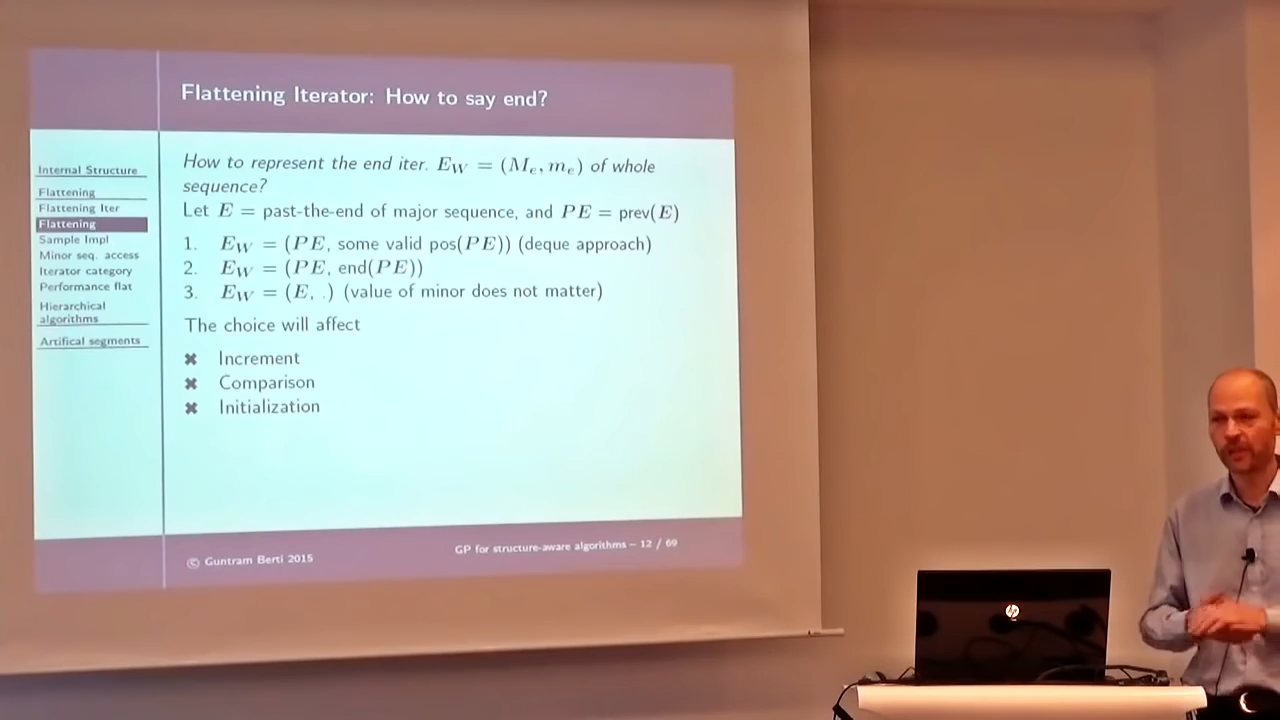 Flattening Iterator: How to say end?
Internal Structure
Flattening
Flattening Iter
Flattening
Sample Impl
Minor seq. access
Iterator category
Performance flat
Hierarchical
algorithms
Artifical segments
How to represent the end iter. E_W = (M_e, m_e) of whole
sequence?
Let E = past-the-end of major sequence, and PE = prev(E)
1. E_W = (PE, some valid pos(PE)) (deque approach)
2. E_W = (PE, end(PE))
3. E_W = (E, .) (value of minor does not matter)
The choice will affect
✖ Increment
✖ Comparison
✖ Initialization
© Guntram Berti 2015
GP for structure-aware algorithms – 12 / 69
hp